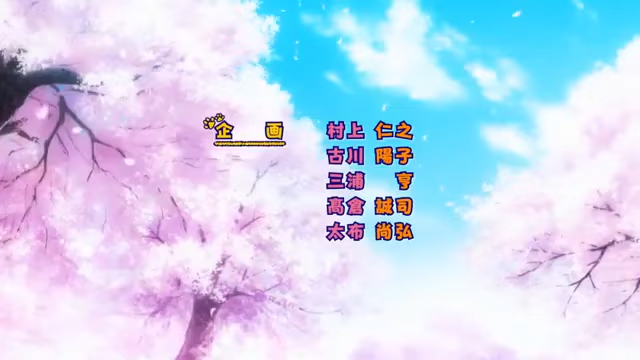 企 画
村上 仁之
古川 陽子
三浦 亨
髙倉 誠司
太布 尚弘